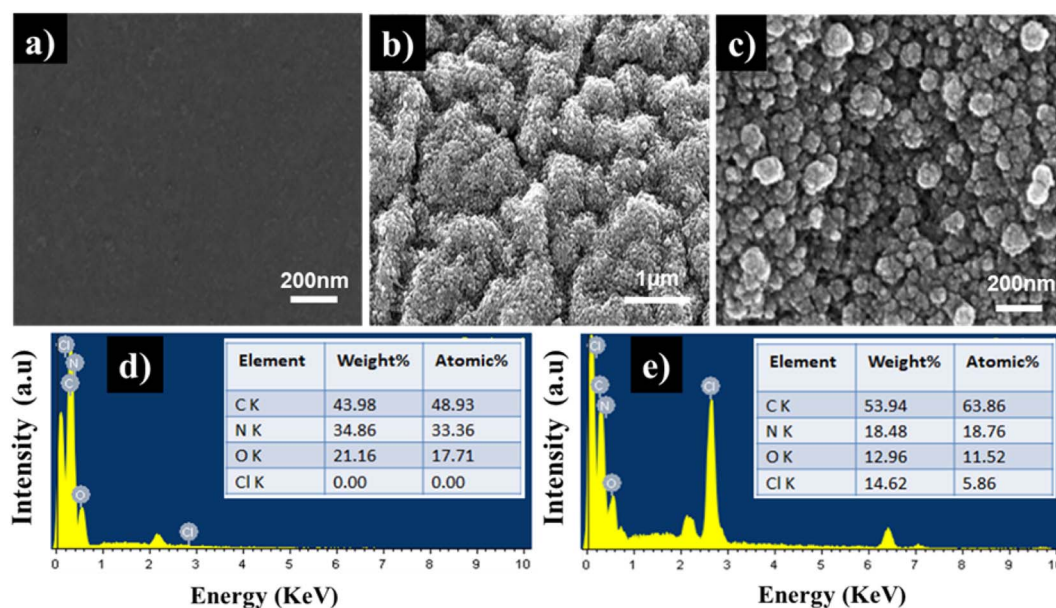 a)
200nm
b)
1µm
c)
200nm
d)
Cl
N
C
O
Cl
Element Weight% Atomic%
C K 43.98 48.93
N K 34.86 33.36
O K 21.16 17.71
Cl K 0.00 0.00
Intensity (a.u)
0 1 2 3 4 5 6 7 8 9 10
Energy (KeV)
e)
Cl
C
N
O
Cl
Element Weight% Atomic%
C K 53.94 63.86
N K 18.48 18.76
O K 12.96 11.52
Cl K 14.62 5.86
Intensity (a.u)
0 1 2 3 4 5 6 7 8 9 10
Energy (KeV)